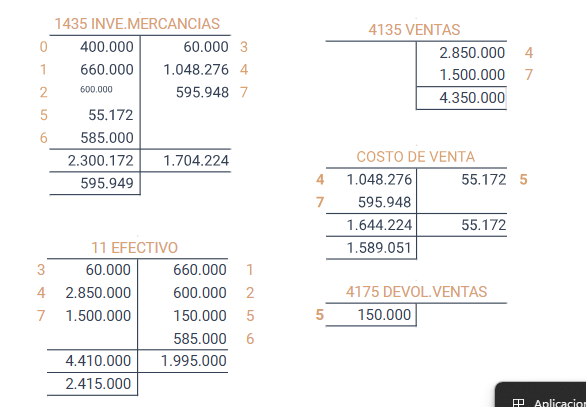 1435 INVE.MERCANCIAS
0 400.000 60.000 3
1 660.000 1.048.276 4
2 600.000 595.948 7
5 55.172
6 585.000
2.300.172 1.704.224
595.949
4135 VENTAS
2.850.000 4
1.500.000 7
4.350.000
COSTO DE VENTA
4 1.048.276 55.172 5
7 595.948
1.644.224 55.172
1.589.051
11 EFECTIVO
3 60.000 660.000 1
4 2.850.000 600.000 2
7 1.500.000 150.000 5
585.000 6
4.410.000 1.995.000
2.415.000
4175 DEVOL.VENTAS
5 150.000
Aplicacion